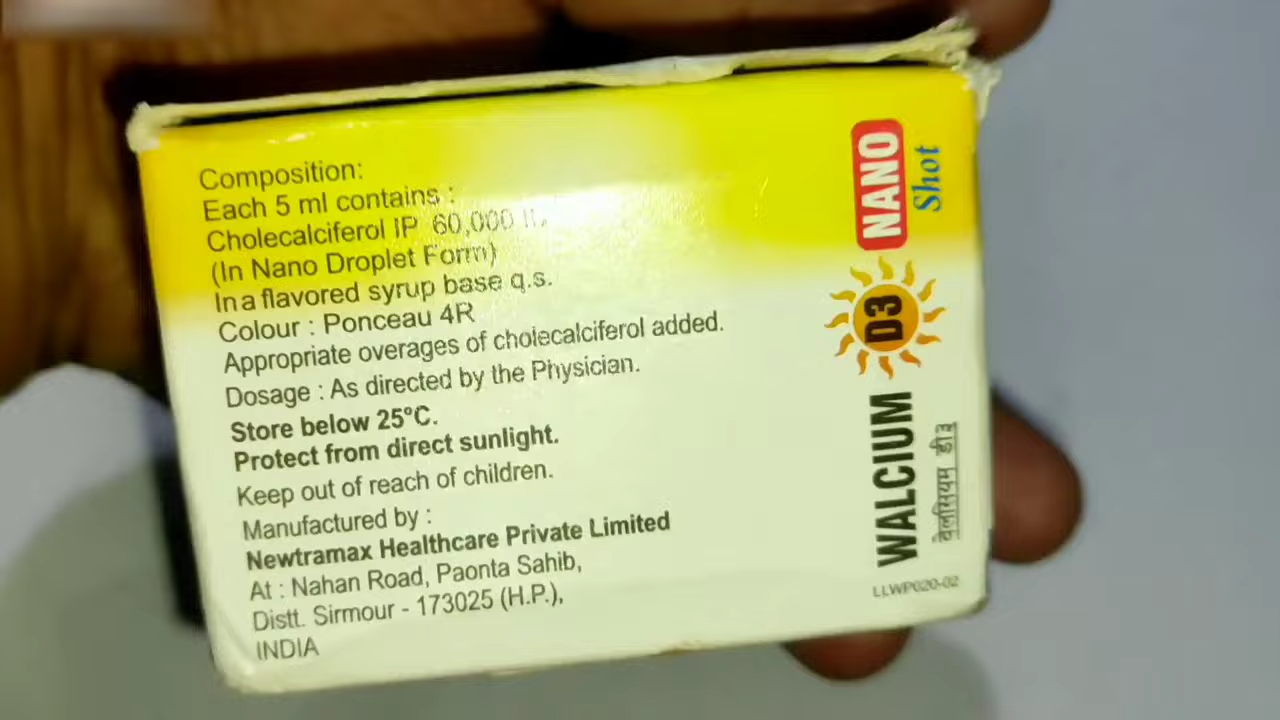 Composition:
Each 5 ml contains :
Cholecalciferol IP 60,000
(In Nano Droplet Form)
In a flavored syrup base q.s.
Colour : Ponceau 4R
Appropriate overages of cholecalciferol added.
Dosage : As directed by the Physician.
Store below 25°C.
Protect from direct sunlight.
Keep out of reach of children.
Manufactured by :
Newtramax Healthcare Private Limited
At : Nahan Road, Paonta Sahib,
Distt. Sirmour - 173025 (H.P.),
INDIA
WALCIUM D3 NANO
Shot
वेलसियम डी३
LLWP020-02